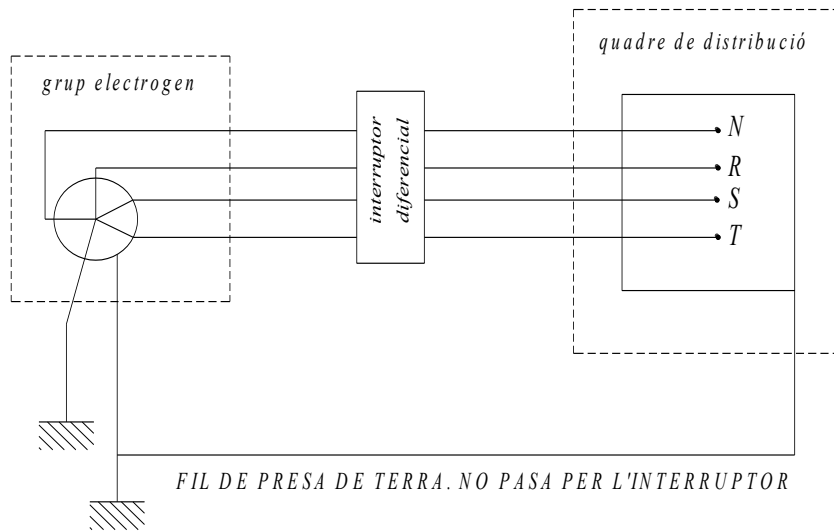 quadre de distribució
grup electrogen
interruptor
diferencial
N
R
S
T
FIL DE PRESA DE TERRA. NO PASA PER L'INTERRUPTOR